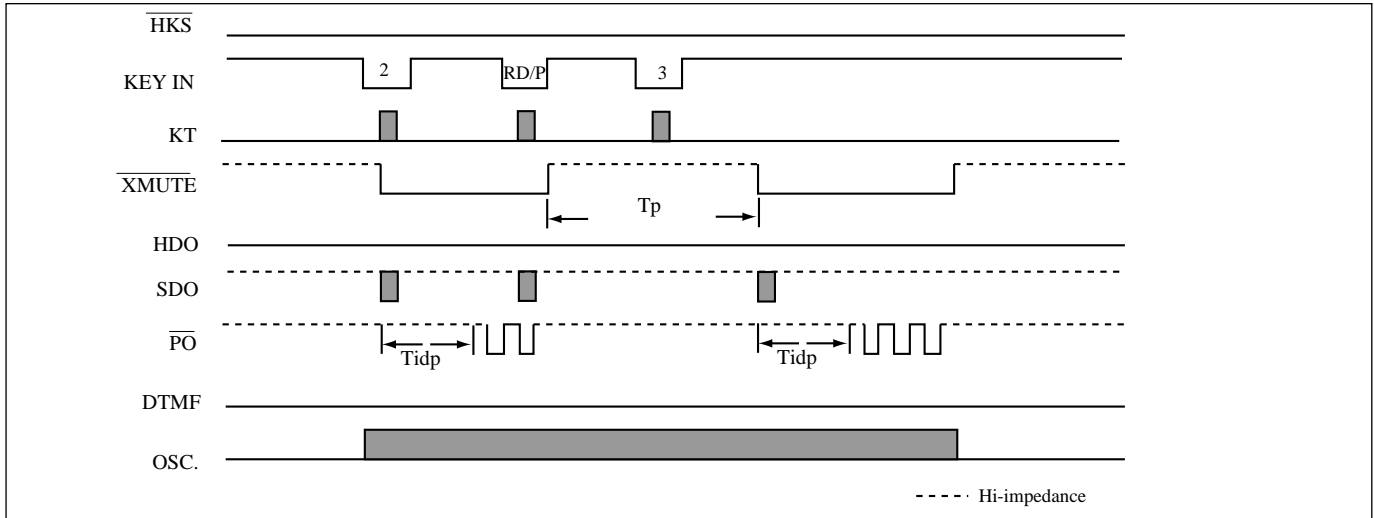 HKS
KEY IN
2
RD/P
3
KT
XMUTE
Tp
HDO
SDO
PO
Tidp
Tidp
DTMF
OSC.
Hi-impedance